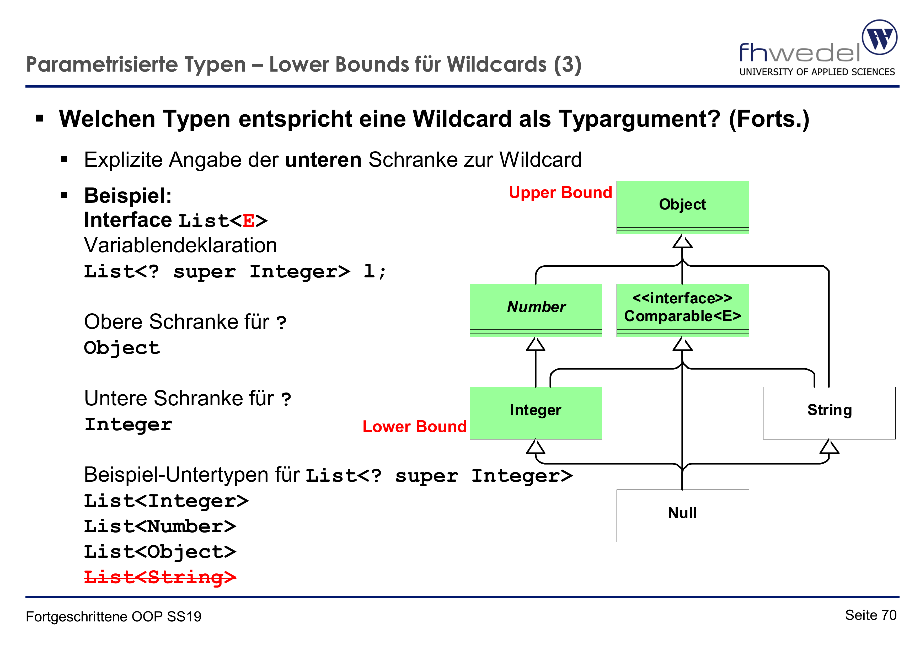 Parametrisierte Typen – Lower Bounds für Wildcards (3)
fhwedel
W
UNIVERSITY OF APPLIED SCIENCES
▪ Welchen Typen entspricht eine Wildcard als Typargument? (Forts.)
▪ Explizite Angabe der unteren Schranke zur Wildcard
▪ Beispiel:
Interface List<E>
Variablendeklaration
List<? super Integer> l;
Obere Schranke für ?
Object
Untere Schranke für ?
Integer
Beispiel-Untertypen für List<? super Integer>
List<Integer>
List<Number>
List<Object>
List<String>
Upper Bound
Object
Number
<<interface>>
Comparable<E>
Lower Bound
Integer
String
Null
Fortgeschrittene OOP SS19
Seite 70